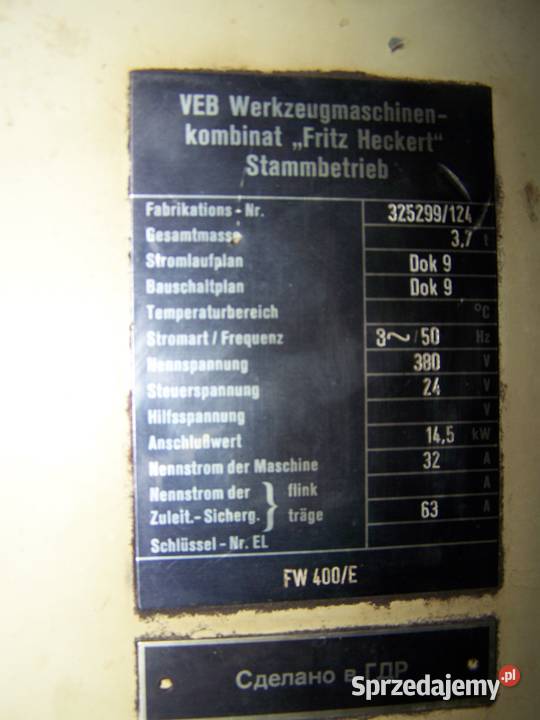 VEB Werkzeugmaschinen-
kombinat „Fritz Heckert"
Stammbetrieb
Fabrikations - Nr. 325299/124
Gesamtmasse 3,7 t
Stromlaufplan Dok 9
Bauschaltplan Dok 9
Temperaturbereich °C
Stromart / Frequenz 3~/50 Hz
Nennspannung 380 V
Steuerspannung 24 V
Hilfsspannung V
Anschlußwert 14,5 kW
Nennstrom der Maschine 32 A
Nennstrom der } flink A
Zuleit.- Sicherg. } träge 63 A
Schlüssel - Nr. EL
FW 400/E
Сделано в ГДР
Sprzedajemy.pl